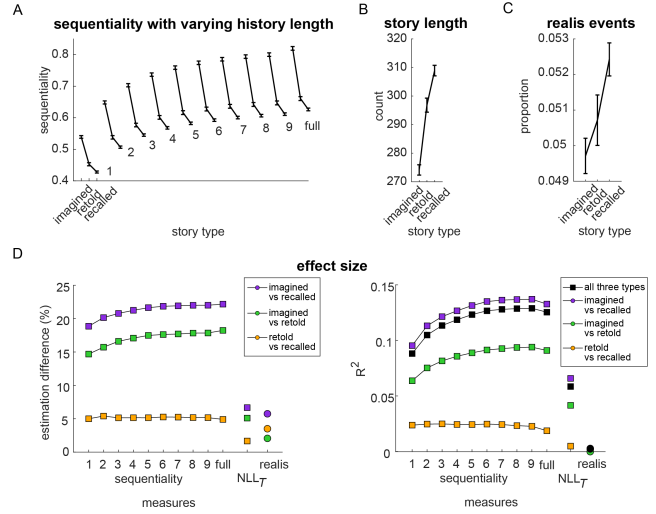 A
sequentiality with varying history length
0.8
0.7
0.6
0.5
0.4
sequentiality
1
2
3
4
5
6
7
8
9
full
imagined
retold
recalled
story type
B
story length
320
310
300
290
280
270
count
imagined
retold
recalled
story type
C
realis events
0.053
0.052
0.051
0.05
0.049
proportion
imagined
retold
recalled
story type
D
effect size
25
20
15
10
5
0
estimation difference (%)
imagined
vs recalled
imagined
vs retold
retold
vs recalled
1 2 3 4 5 6 7 8 9 full
realis
sequentiality
NLL_T
measures
0.15
0.1
0.05
0
R²
all three types
imagined
vs recalled
imagined
vs retold
retold
vs recalled
1 2 3 4 5 6 7 8 9 full
realis
sequentiality
NLL_T
measures